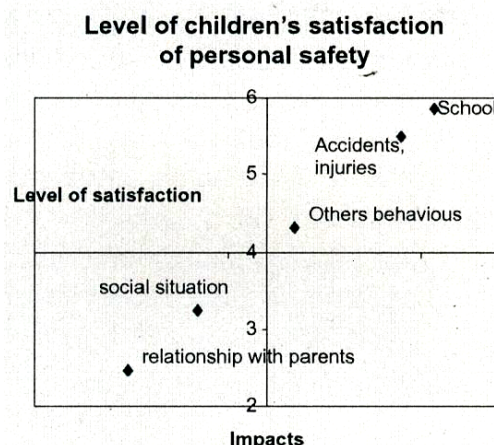 Level of children's satisfaction
of personal safety
6
School
Accidents,
injuries
5
Level of satisfaction
Others behavious
4
social situation
3
relationship with parents
2
Impacts